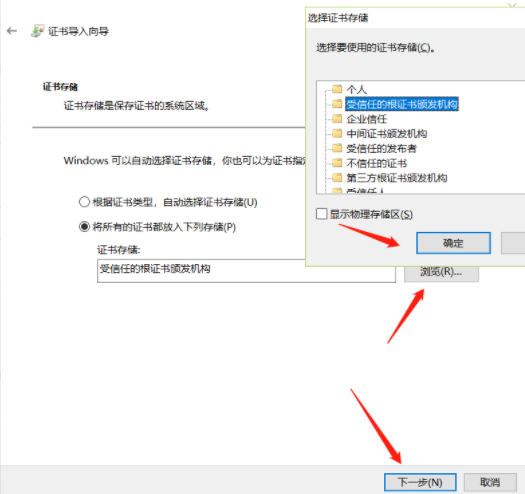 证书导入向导
证书存储
证书存储是保存证书的系统区域。
Windows 可以自动选择证书存储，你也可以为证书指
根据证书类型，自动选择证书存储(U)
将所有的证书都放入下列存储(P)
证书存储:
受信任的根证书颁发机构
浏览(R)...
选择证书存储
选择要使用的证书存储(C)。
个人
受信任的根证书颁发机构
企业信任
中间证书颁发机构
受信任的发布者
不信任的证书
第三方根证书颁发机构
受信任人
显示物理存储区(S)
确定
下一步(N)
取消